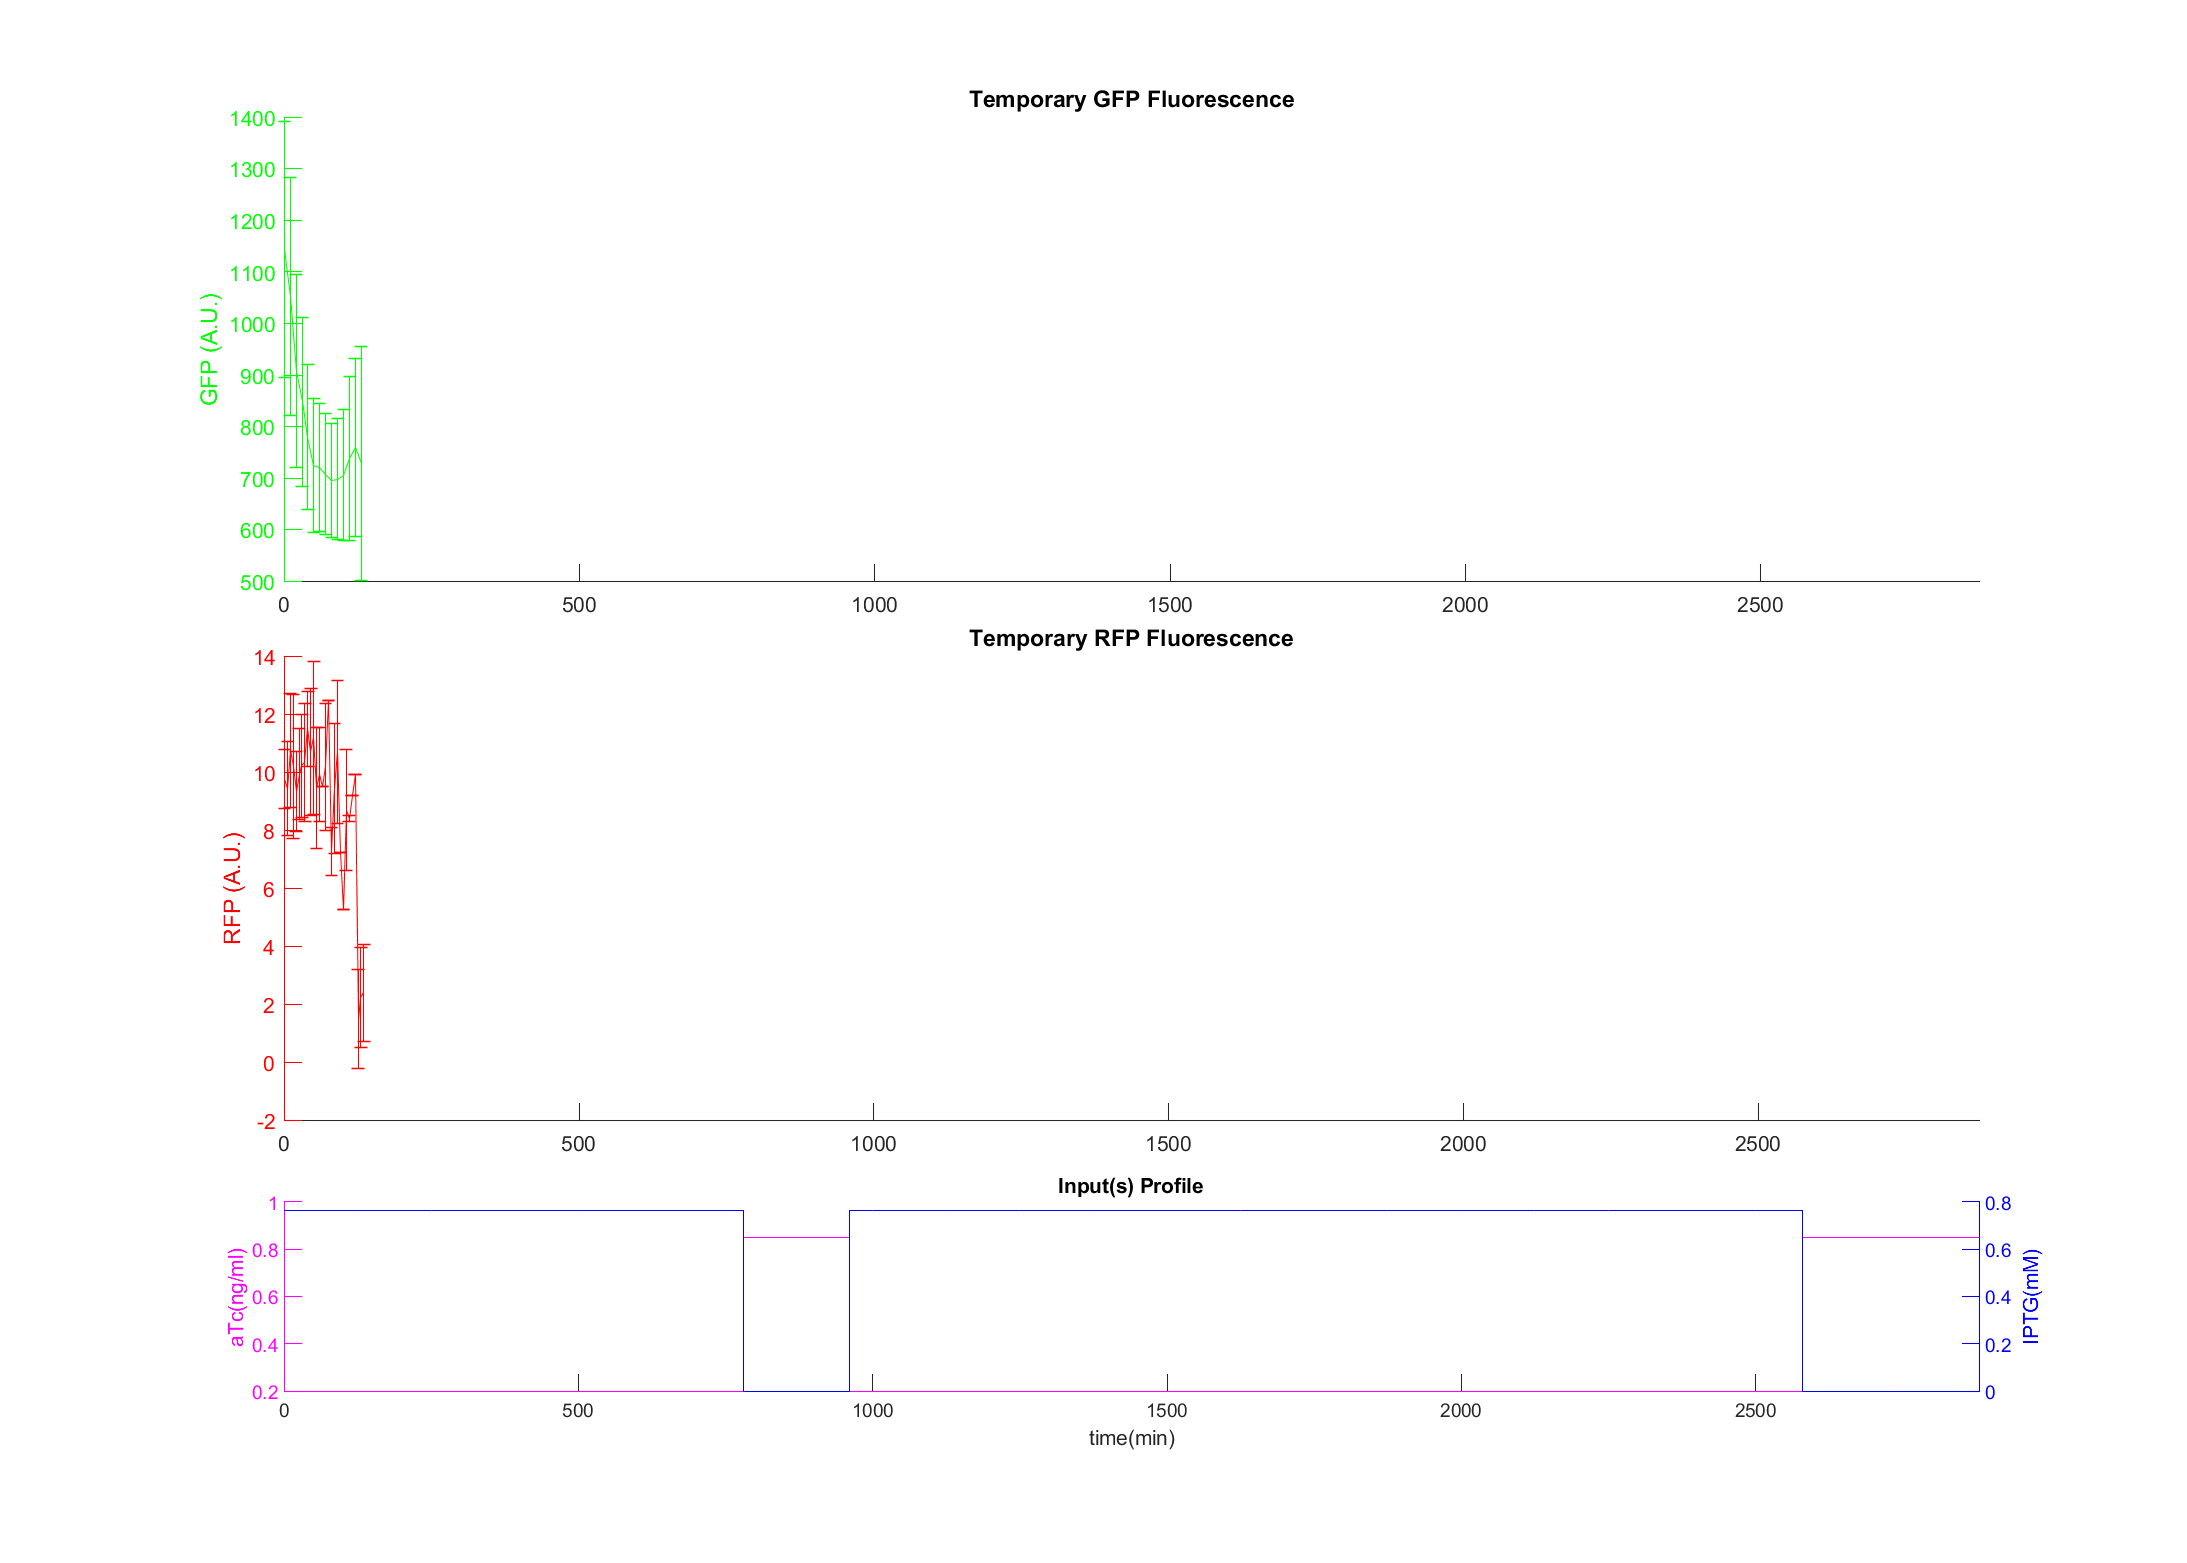 Temporary GFP Fluorescence
GFP (A.U.)
1400
1300
1200
1100
1000
900
800
700
600
500
0 500 1000 1500 2000 2500
Temporary RFP Fluorescence
RFP (A.U.)
14
12
10
8
6
4
2
0
-2
0 500 1000 1500 2000 2500
Input(s) Profile
aTc(ng/ml)
1
0.8
0.6
0.4
0.2
0.8
0.6
0.4
0.2
0
IPTG(mM)
0 500 1000 1500 2000 2500
time(min)